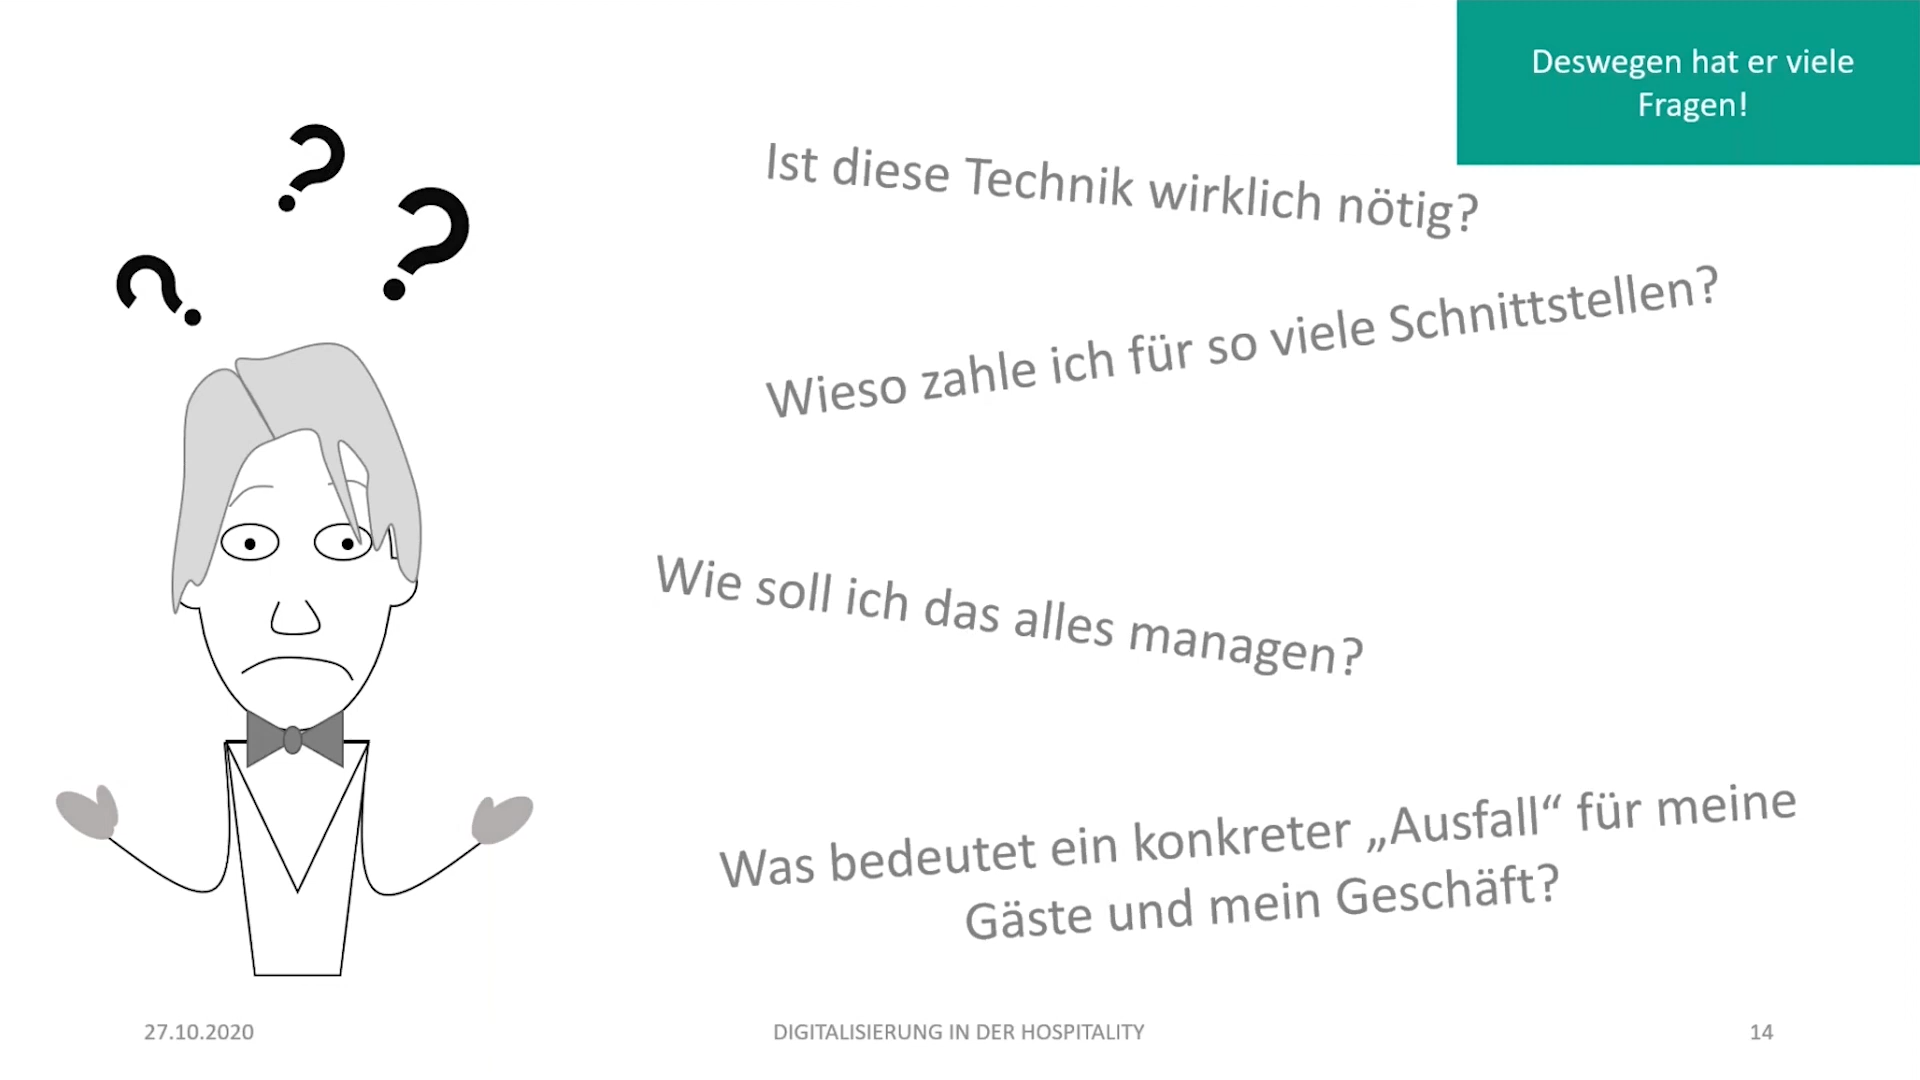 Deswegen hat er viele
Fragen!
Ist diese Technik wirklich nötig?
Wieso zahle ich für so viele Schnittstellen?
Wie soll ich das alles managen?
Was bedeutet ein konkreter „Ausfall“ für meine
Gäste und mein Geschäft?
27.10.2020
DIGITALISIERUNG IN DER HOSPITALITY
14